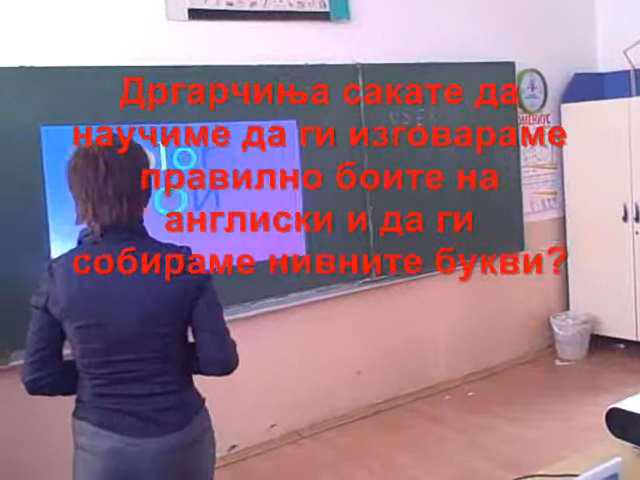 Дргарчиња сакате да
научиме да ги изговараме
правилно боите на
англиски и да ги
собираме нивните букви?